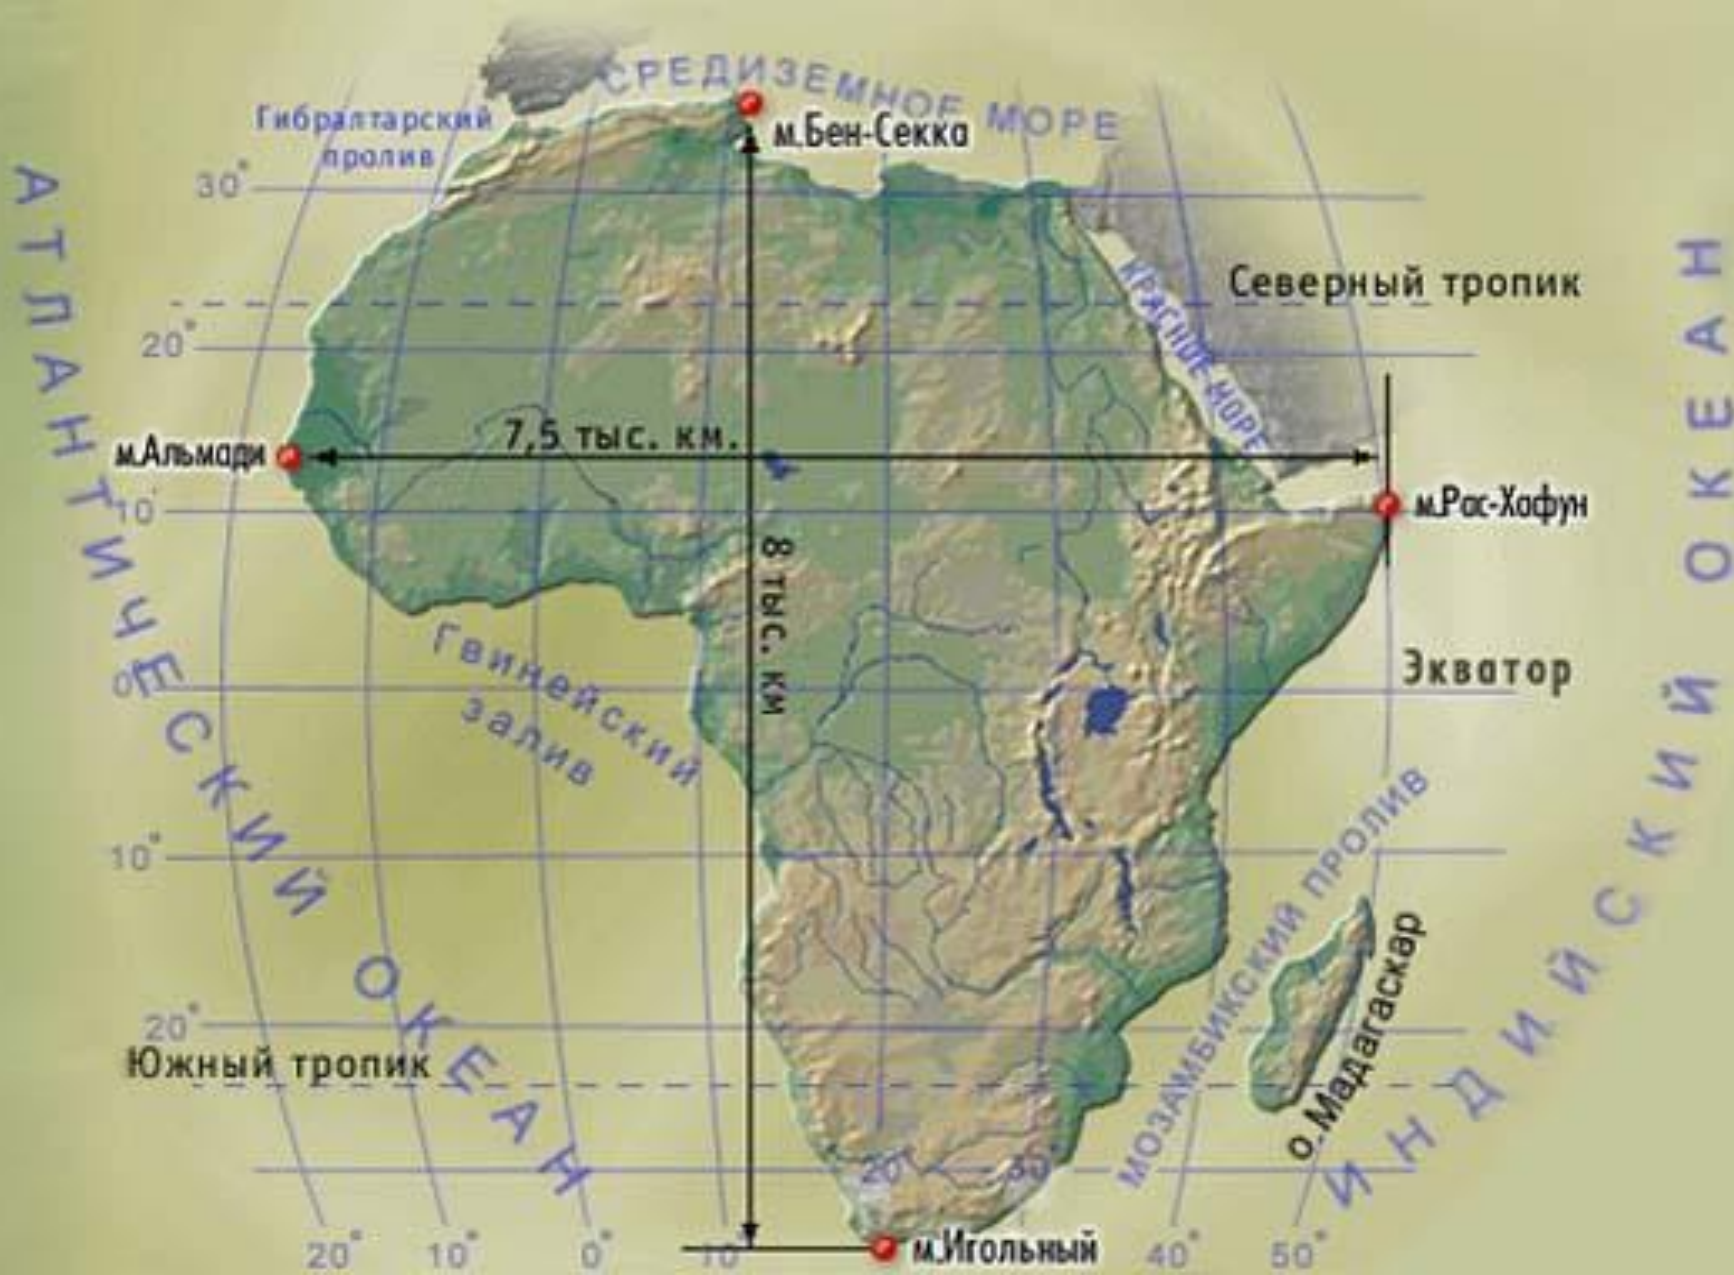 СРЕДИЗЕМНОЕ МОРЕ
Гибралтарский
пролив
м.Бен-Секка
АТЛАНТИЧЕСКИЙ ОКЕАН
30°
КРАСНОЕ МОРЕ
Северный тропик
ИНДИЙСКИЙ ОКЕАН
20°
7,5 тыс. км.
м.Альмади
10°
м.Рас-Хафун
8 тыс. км
Гвинейский
залив
0°
Экватор
10°
МОЗАМБИКСКИЙ ПРОЛИВ
о.Мадагаскар
20°
Южный тропик
20° 10° 0° 10° 40° 50°
м.Игольный